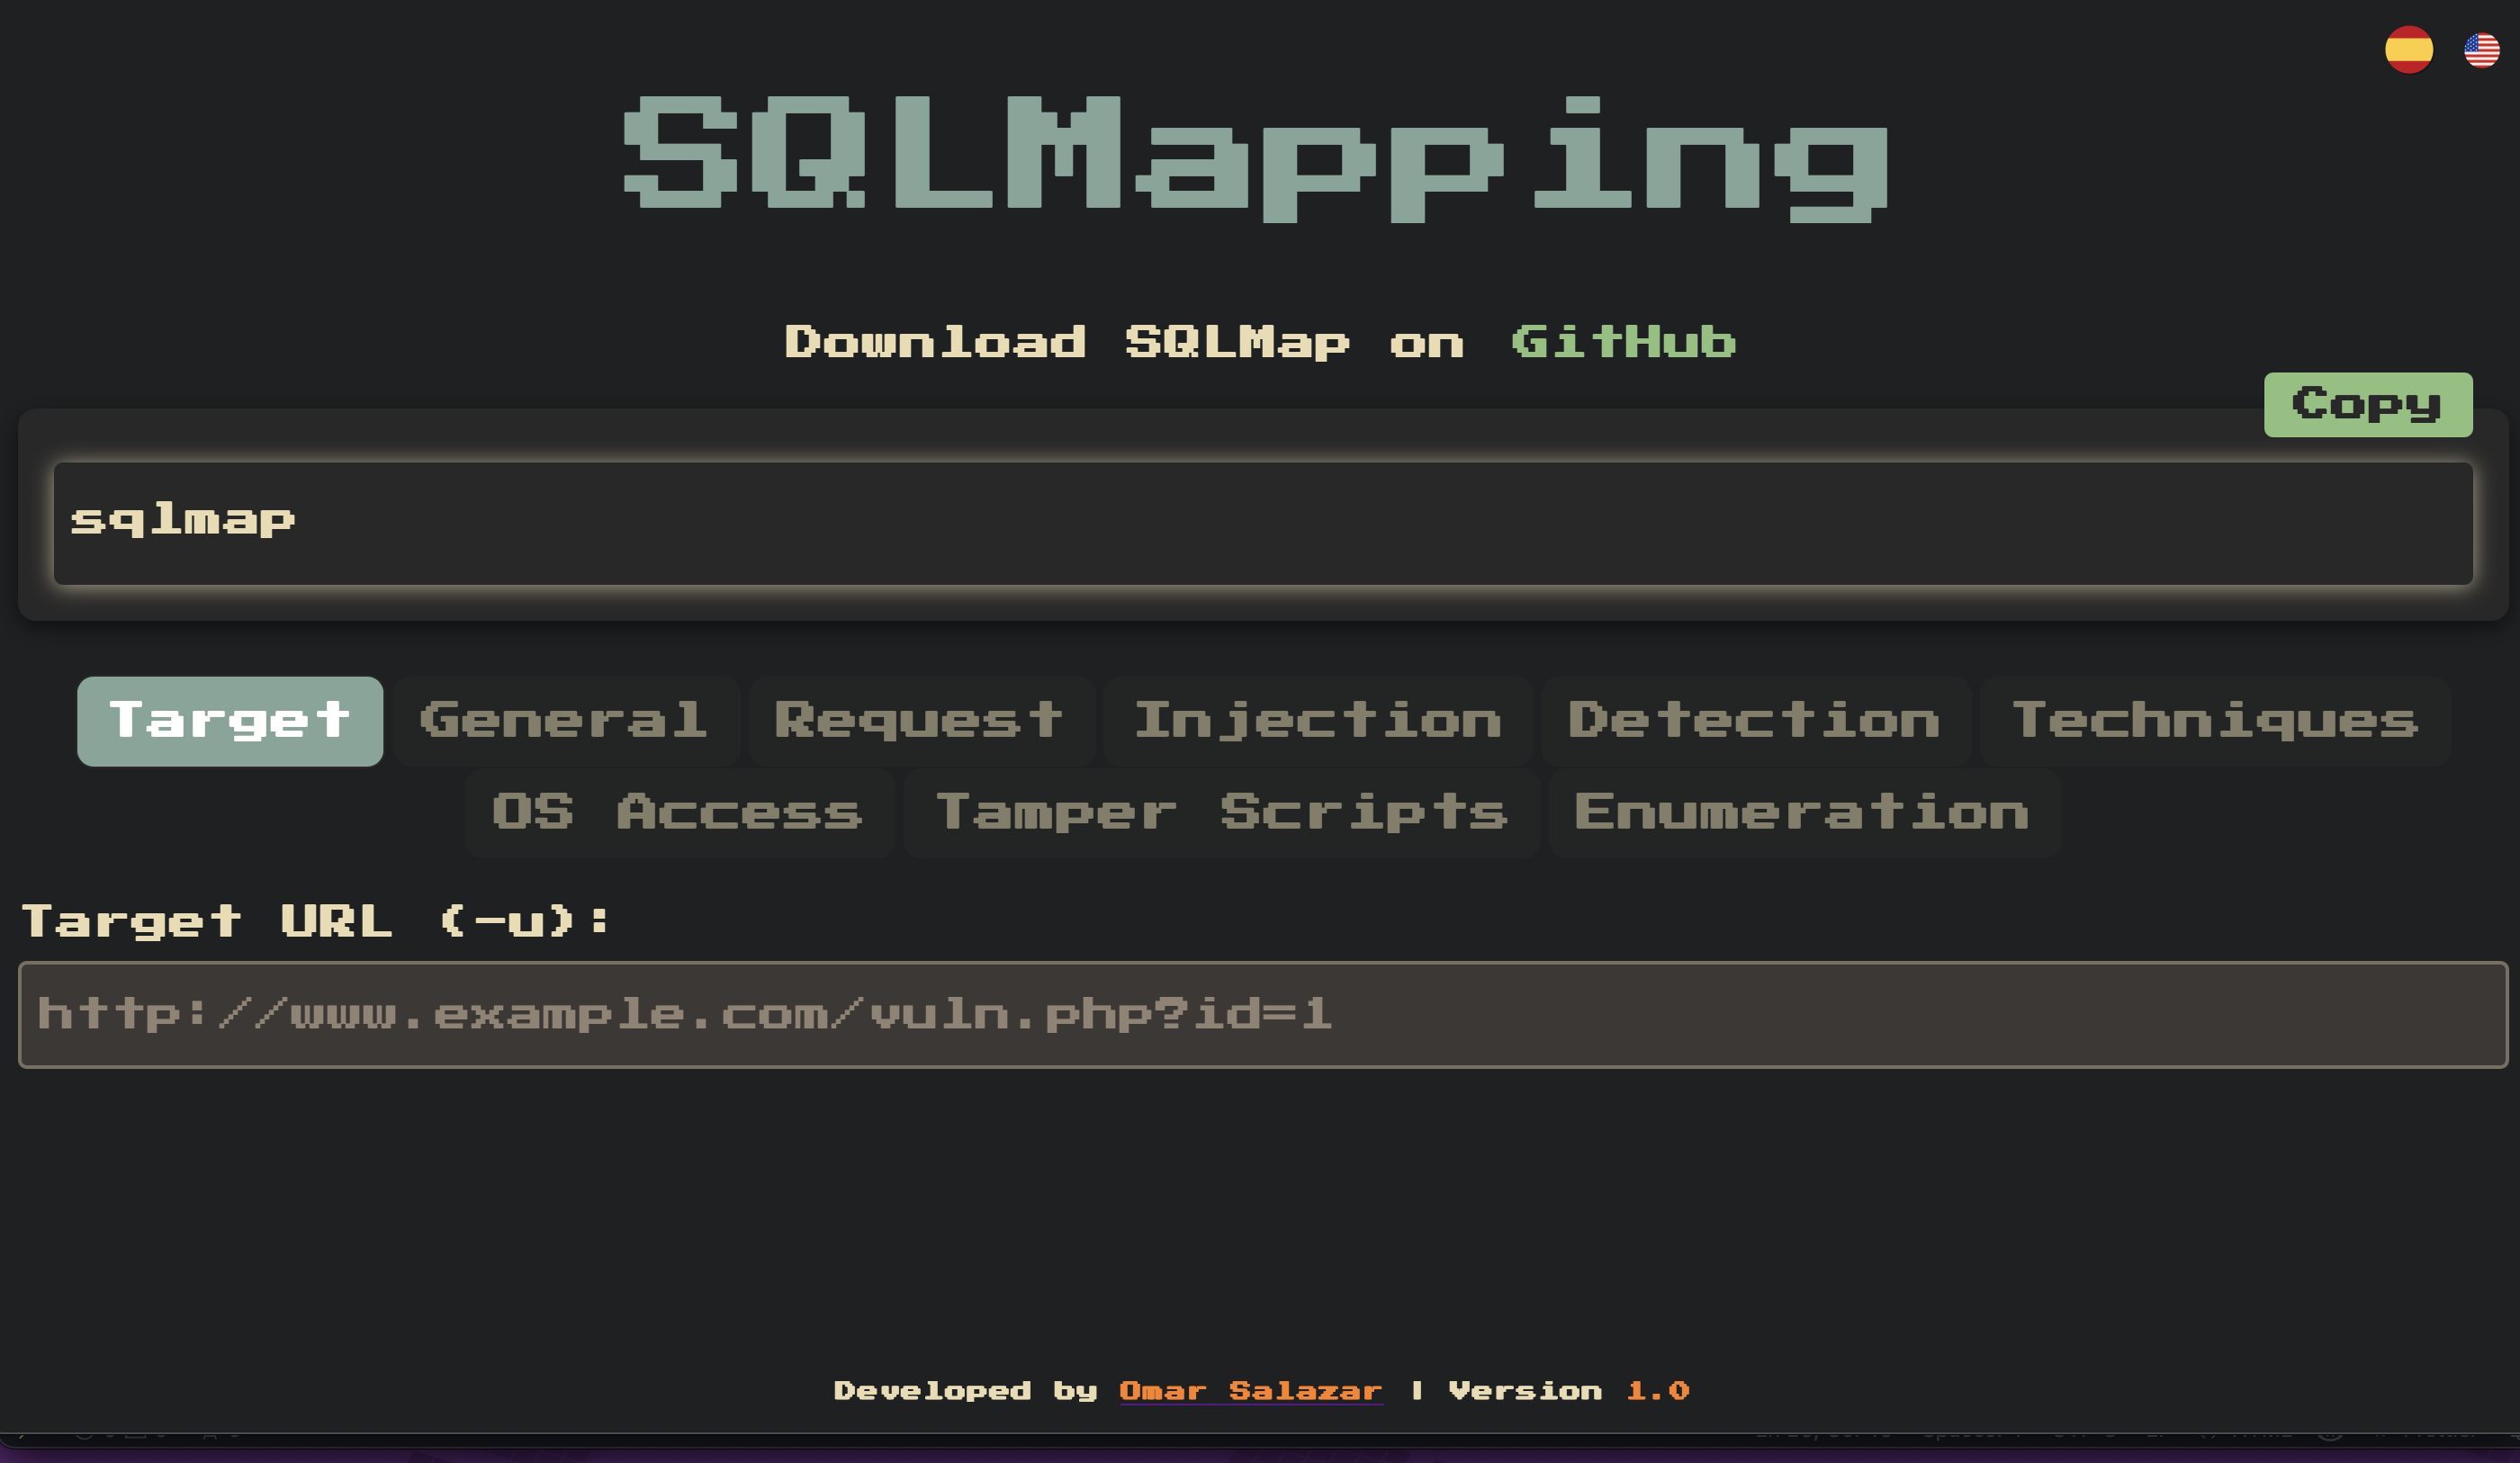 SQLMapping
Download SQLMap on GitHub
Copy
sqlmap
Target General Request Injection Detection Techniques
OS Access Tamper Scripts Enumeration
Target URL (-u):
http://www.example.com/vuln.php?id=1
Developed by Omar Salazar | Version 1.0